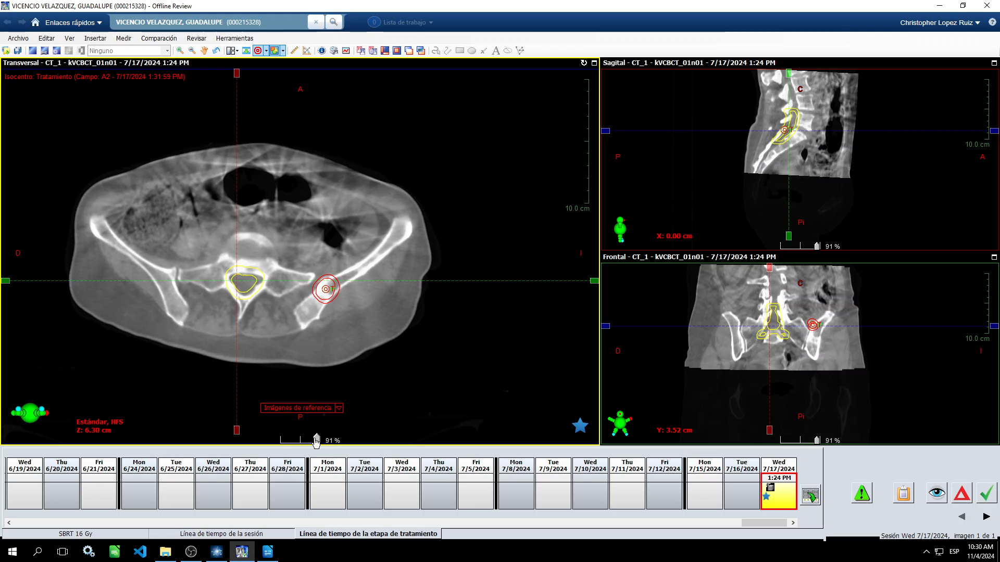 VICENCIO VELAZQUEZ, GUADALUPE (000215328) - Offline Review
Enlaces rápidos
VICENCIO VELAZQUEZ, GUADALUPE (000215328)
0 Lista de trabajo
Christopher Lopez Ruiz
Archivo Editar Ver Insertar Medir Comparación Revisar Herramientas
Ninguno
Transversal - CT_1 - kVCBCT_01n01 - 7/17/2024 1:24 PM
Isocentro: Tratamiento (Campo: A2 - 7/17/2024 1:31:59 PM)
A
10.0 cm
D
I
T
Imágenes de referencia
P
Estándar, HFS
Z: 6.30 cm
91 %
Sagital - CT_1 - kVCBCT_01n01 - 7/17/2024 1:24 PM
C
T
10.0 cm
P
A
Pi
X: 0.00 cm
91 %
Frontal - CT_1 - kVCBCT_01n01 - 7/17/2024 1:24 PM
C
T
10.0 cm
D
I
Pi
Y: 3.52 cm
91 %
Wed Thu Fri Mon Tue Wed Thu Fri Mon Tue Wed Thu Fri Mon Tue Wed Thu Fri Mon Tue Wed
6/19/2024 6/20/2024 6/21/2024 6/24/2024 6/25/2024 6/26/2024 6/27/2024 6/28/2024 7/1/2024 7/2/2024 7/3/2024 7/4/2024 7/5/2024 7/8/2024 7/9/2024 7/10/2024 7/11/2024 7/12/2024 7/15/2024 7/16/2024 7/17/2024
1:24 PM
SBRT 16 Gy
Línea de tiempo de la sesión
Línea de tiempo de la etapa de tratamiento
Sesión Wed 7/17/2024, imagen 1 de 1
ESP
10:30 AM
11/4/2024